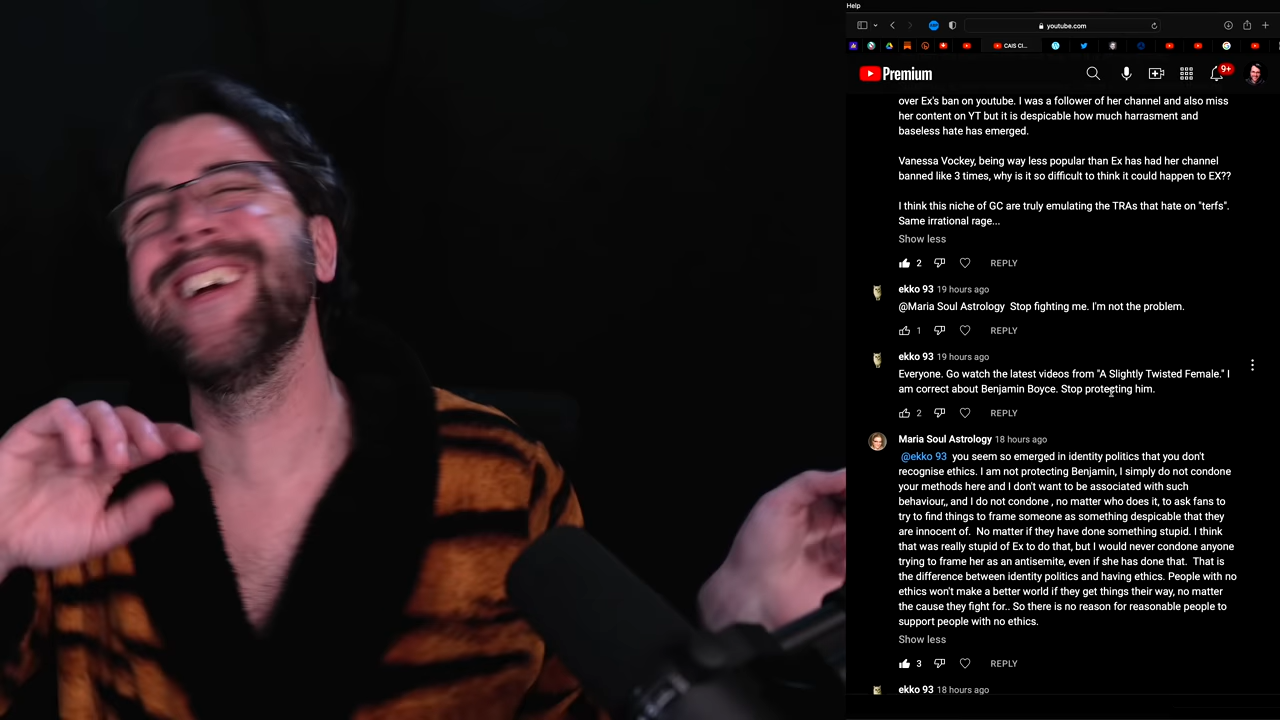 Help
youtube.com
CAIS Cl...
Premium
9+
over Ex's ban on youtube. I was a follower of her channel and also miss
her content on YT but it is despicable how much harrasment and
baseless hate has emerged.
Vanessa Vockey, being way less popular than Ex has had her channel
banned like 3 times, why is it so difficult to think it could happen to EX??
I think this niche of GC are truly emulating the TRAs that hate on "terfs".
Same irrational rage...
Show less
2 REPLY
ekko 93 19 hours ago
@Maria Soul Astrology Stop fighting me. I'm not the problem.
1 REPLY
ekko 93 19 hours ago
Everyone. Go watch the latest videos from "A Slightly Twisted Female." I
am correct about Benjamin Boyce. Stop protecting him.
2 REPLY
Maria Soul Astrology 18 hours ago
@ekko 93 you seem so emerged in identity politics that you don't
recognise ethics. I am not protecting Benjamin, I simply do not condone
your methods here and I don't want to be associated with such
behaviour,, and I do not condone , no matter who does it, to ask fans to
try to find things to frame someone as something despicable that they
are innocent of. No matter if they have done something stupid. I think
that was really stupid of Ex to do that, but I would never condone anyone
trying to frame her as an antisemite, even if she has done that. That is
the difference between identity politics and having ethics. People with no
ethics won't make a better world if they get things their way, no matter
the cause they fight for.. So there is no reason for reasonable people to
support people with no ethics.
Show less
3 REPLY
ekko 93 18 hours ago